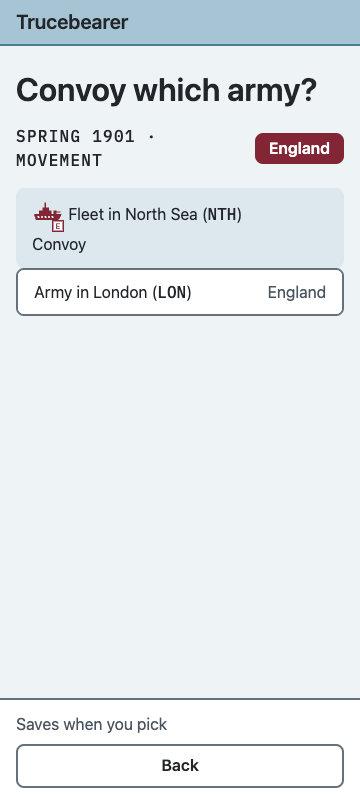 Trucebearer
Convoy which army?
SPRING 1901 ·
MOVEMENT
England
Fleet in North Sea (NTH)
E
Convoy
Army in London (LON) England
Saves when you pick
Back